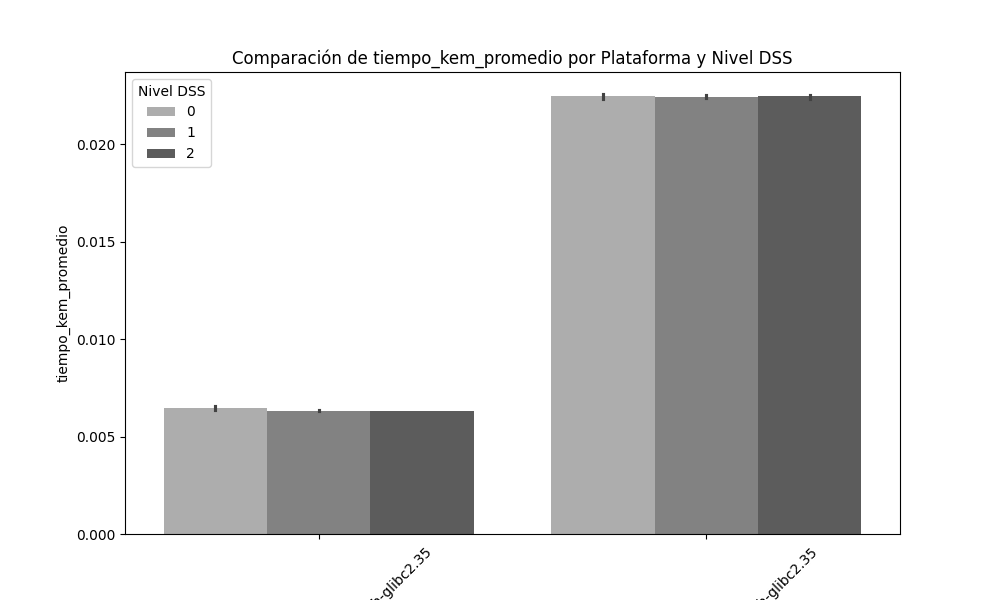 Comparación de tiempo_kem_promedio por Plataforma y Nivel DSS
Nivel DSS
0
1
2
0.020
0.015
0.010
0.005
0.000
tiempo_kem_promedio
-glibc2.35
-glibc2.35